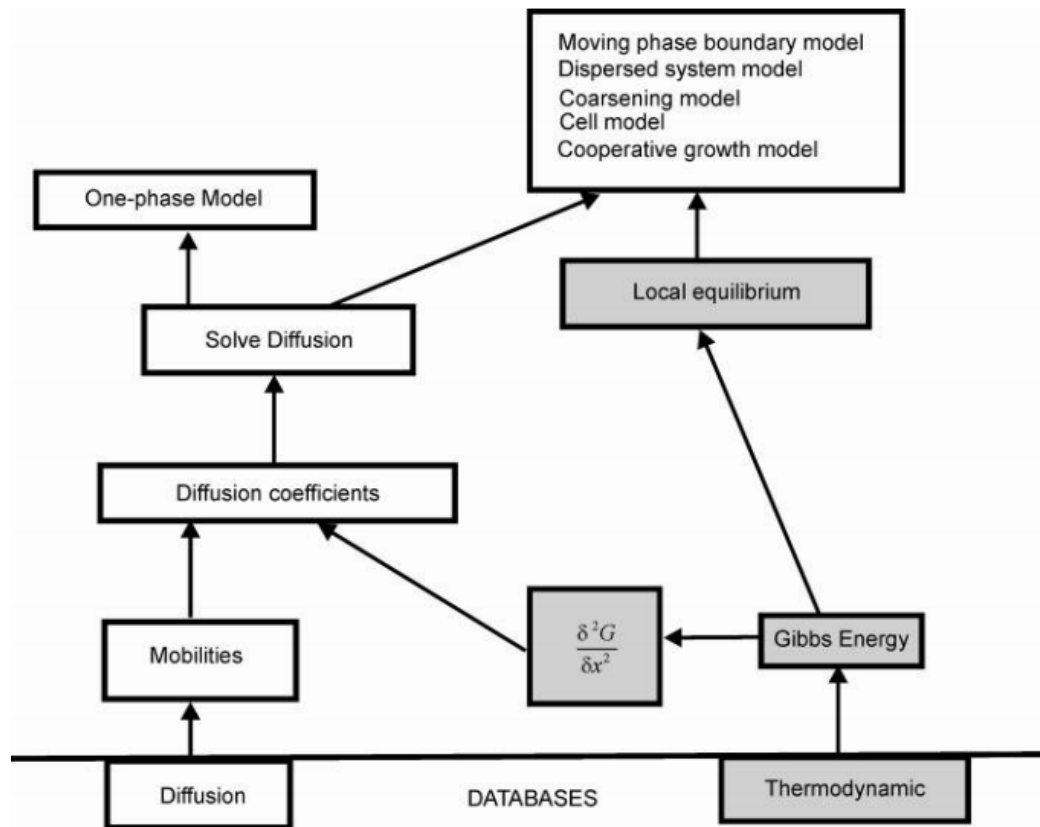 Moving phase boundary model
Dispersed system model
Coarsening model
Cell model
Cooperative growth model
One-phase Model
Local equilibrium
Solve Diffusion
Diffusion coefficients
δ²G
δx²
Gibbs Energy
Mobilities
Diffusion
DATABASES
Thermodynamic